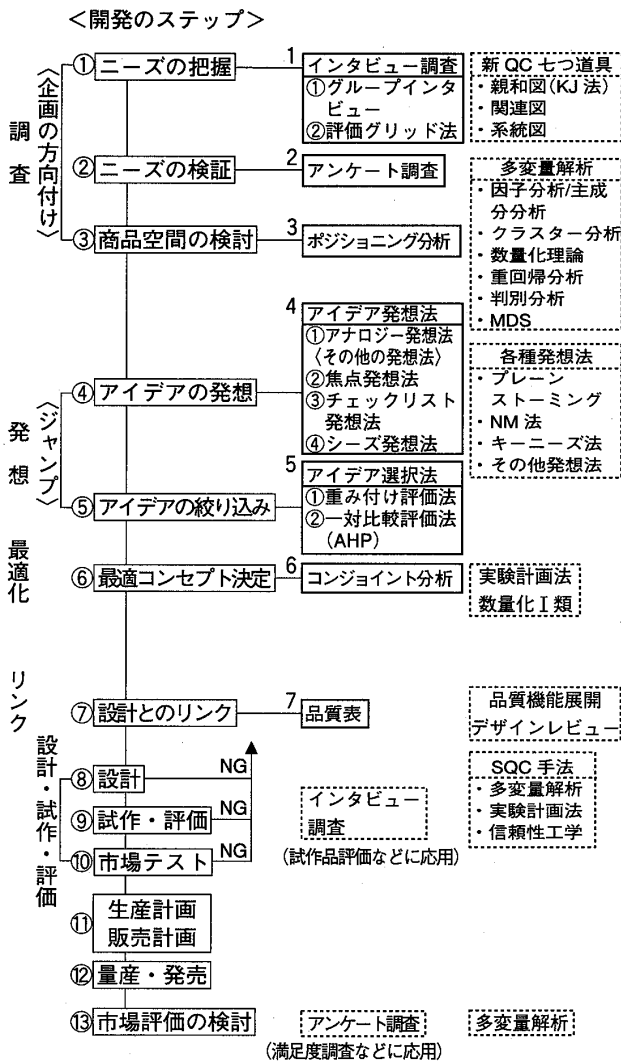 <開発のステップ>
調査
〈企画の方向付け〉
①ニーズの把握
1
インタビュー調査
①グループインタ
ビュー
②評価グリッド法
新QC七つ道具
・親和図(KJ法)
・関連図
・系統図
②ニーズの検証
2
アンケート調査
③商品空間の検討
3
ポジショニング分析
多変量解析
・因子分析/主成
分分析
・クラスター分析
・数量化理論
・重回帰分析
・判別分析
・MDS
発想
〈ジャンプ〉
④アイデアの発想
4
アイデア発想法
①アナロジー発想法
〈その他の発想法〉
②焦点発想法
③チェックリスト
発想法
④シーズ発想法
各種発想法
・ブレーン
ストーミング
・NM法
・キーニーズ法
・その他発想法
⑤アイデアの絞り込み
5
アイデア選択法
①重み付け評価法
②一対比較評価法
(AHP)
最適化
⑥最適コンセプト決定
6
コンジョイント分析
実験計画法
数量化Ⅰ類
リンク
⑦設計とのリンク
7
品質表
品質機能展開
デザインレビュー
設計・試作・評価
⑧設計
NG
⑨試作・評価
NG
⑩市場テスト
NG
インタビュー
調査
(試作品評価などに応用)
SQC手法
・多変量解析
・実験計画法
・信頼性工学
⑪
生産計画
販売計画
⑫量産・発売
⑬市場評価の検討
アンケート調査
(満足度調査などに応用)
多変量解析